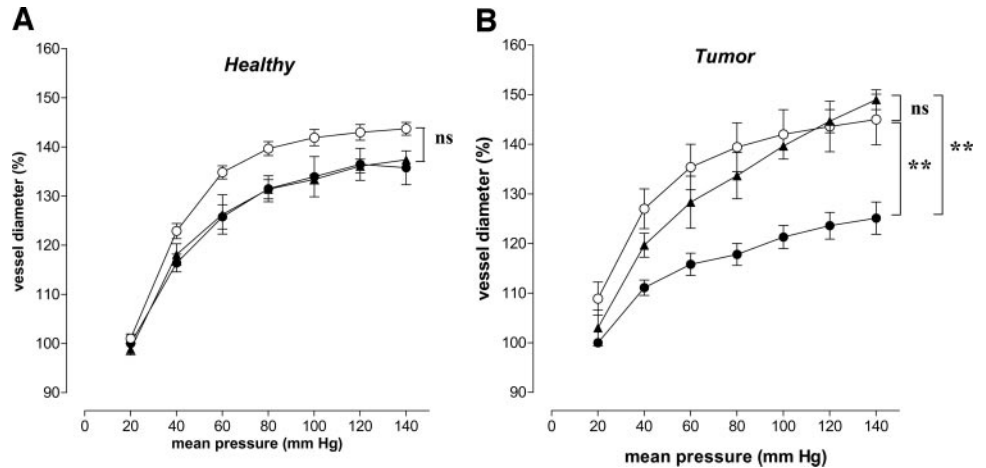 A
Healthy
160
150
140
130
120
110
100
90
vessel diameter (%)
ns
0 20 40 60 80 100 120 140
mean pressure (mm Hg)
B
Tumor
160
150
140
130
120
110
100
90
vessel diameter (%)
ns
**
**
0 20 40 60 80 100 120 140
mean pressure (mm Hg)